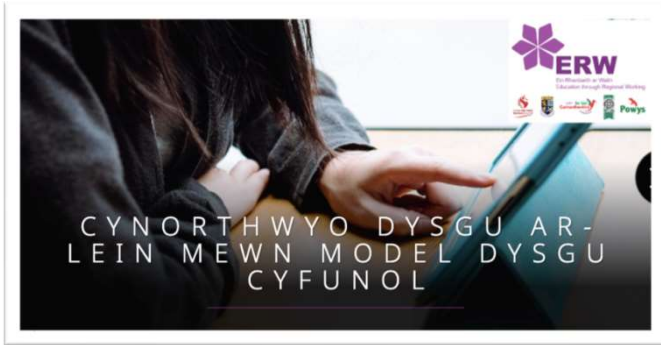 ERW
Ein Rhanbarth ar Waith
Education through Regional Working
Powys
CYNORTHWYO DYSGU AR-
LEIN MEWN MODEL DYSGU
CYFUNOL